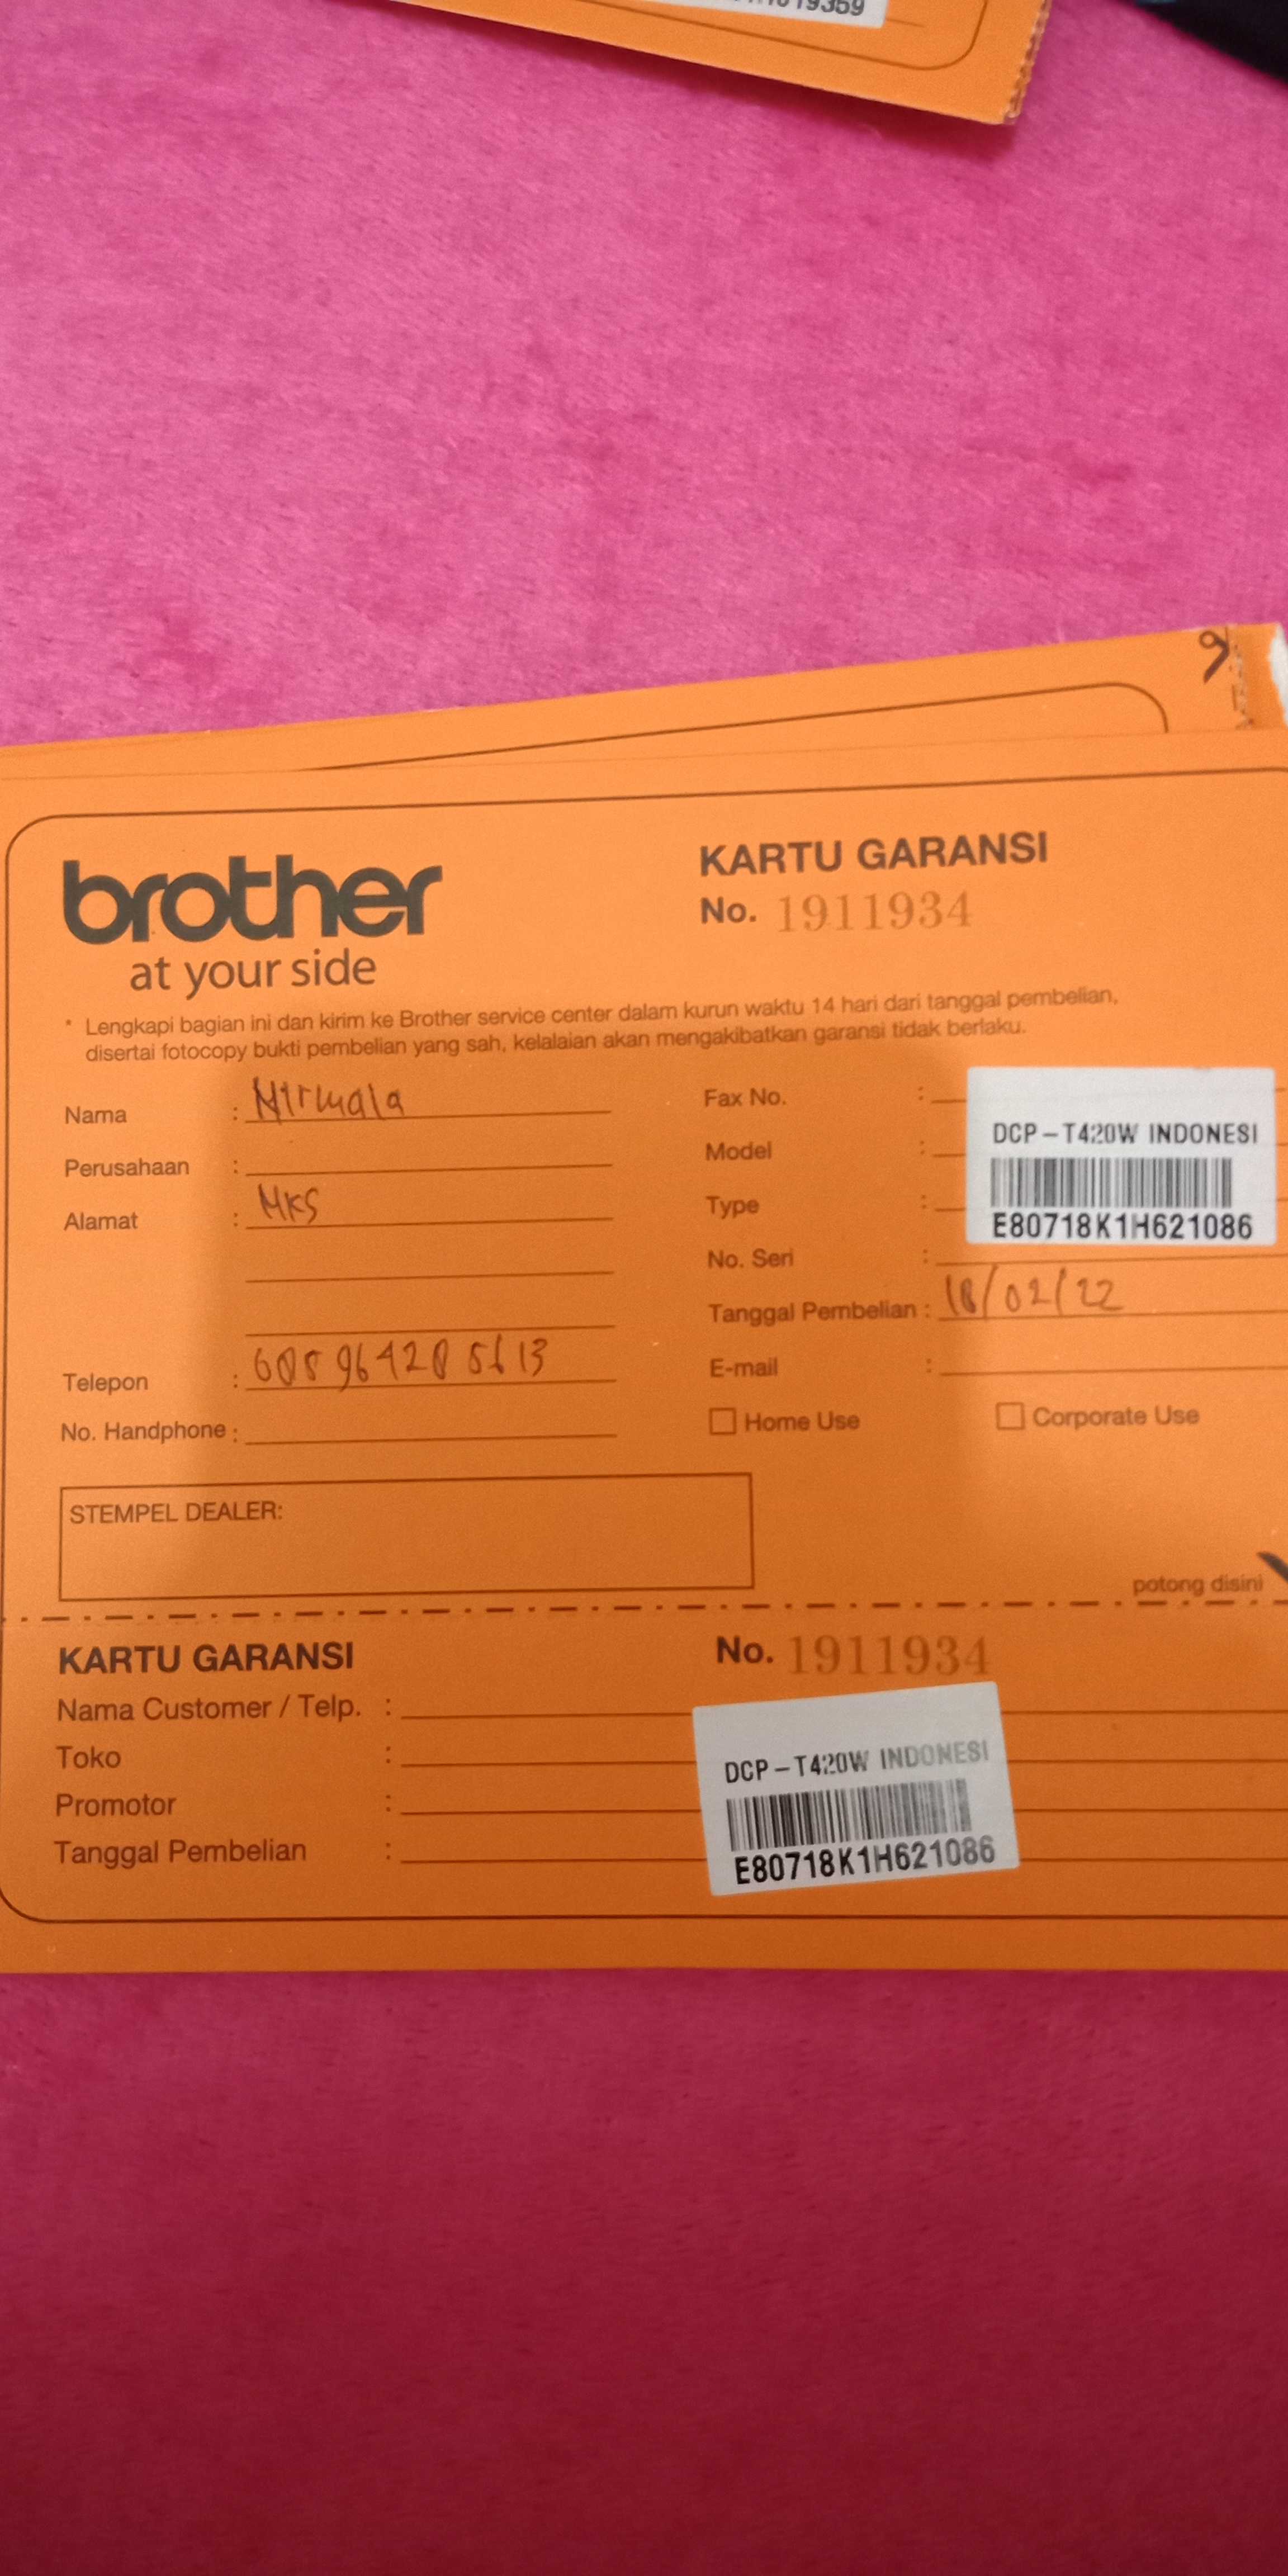 19359
brother
at your side
KARTU GARANSI
No. 1911934
* Lengkapi bagian ini dan kirim ke Brother service center dalam kurun waktu 14 hari dari tanggal pembelian,
disertai fotocopy bukti pembelian yang sah, kelalaian akan mengakibatkan garansi tidak berlaku.
Nama : Nirmala
Perusahaan :
Alamat : MKS
Telepon :
No. Handphone :
Fax No. :
Model :
Type :
No. Seri :
DCP-T420W INDONESI
E80718K1H621086
Tanggal Pembelian : 18/02/22
E-mail :
Home Use
Corporate Use
STEMPEL DEALER:
potong disini
KARTU GARANSI
No. 1911934
Nama Customer / Telp. :
Toko :
Promotor :
Tanggal Pembelian :
DCP-T420W INDONESI
E80718K1H621086